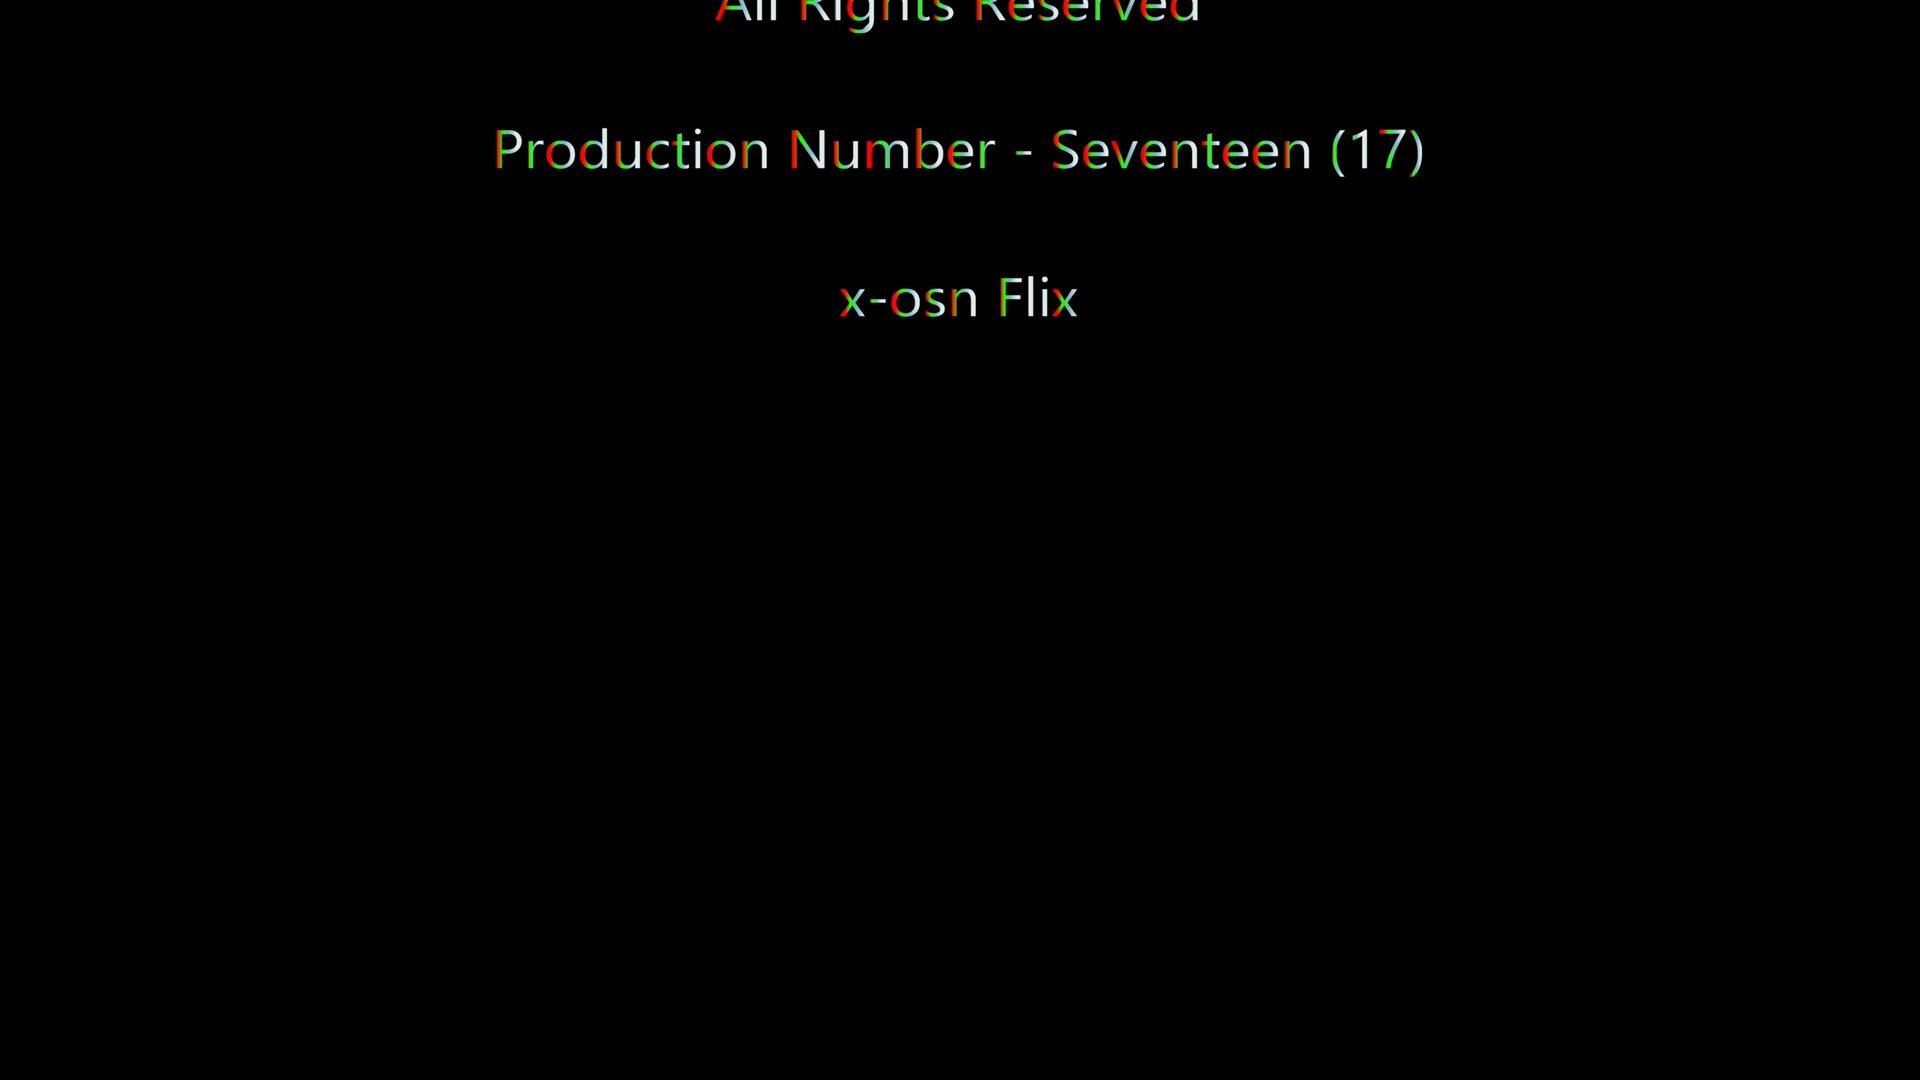 All Rights Reserved
Production Number - Seventeen (17)
x-osn Flix